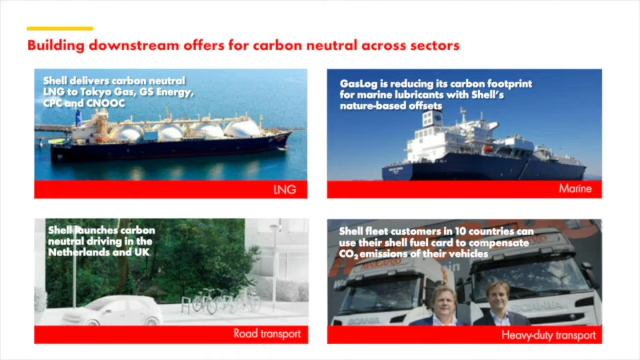 Building downstream offers for carbon neutral across sectors
Shell delivers carbon neutral
LNG to Tokyo Gas, GS Energy,
CPC and CNOOC
LNG
GasLog is reducing its carbon footprint
for marine lubricants with Shell's
nature-based offsets
Marine
Shell launches carbon
neutral driving in the
Netherlands and UK
Road transport
Shell fleet customers in 10 countries can
use their shell fuel card to compensate
CO₂ emissions of their vehicles
SCANIA
Heavy-duty transport